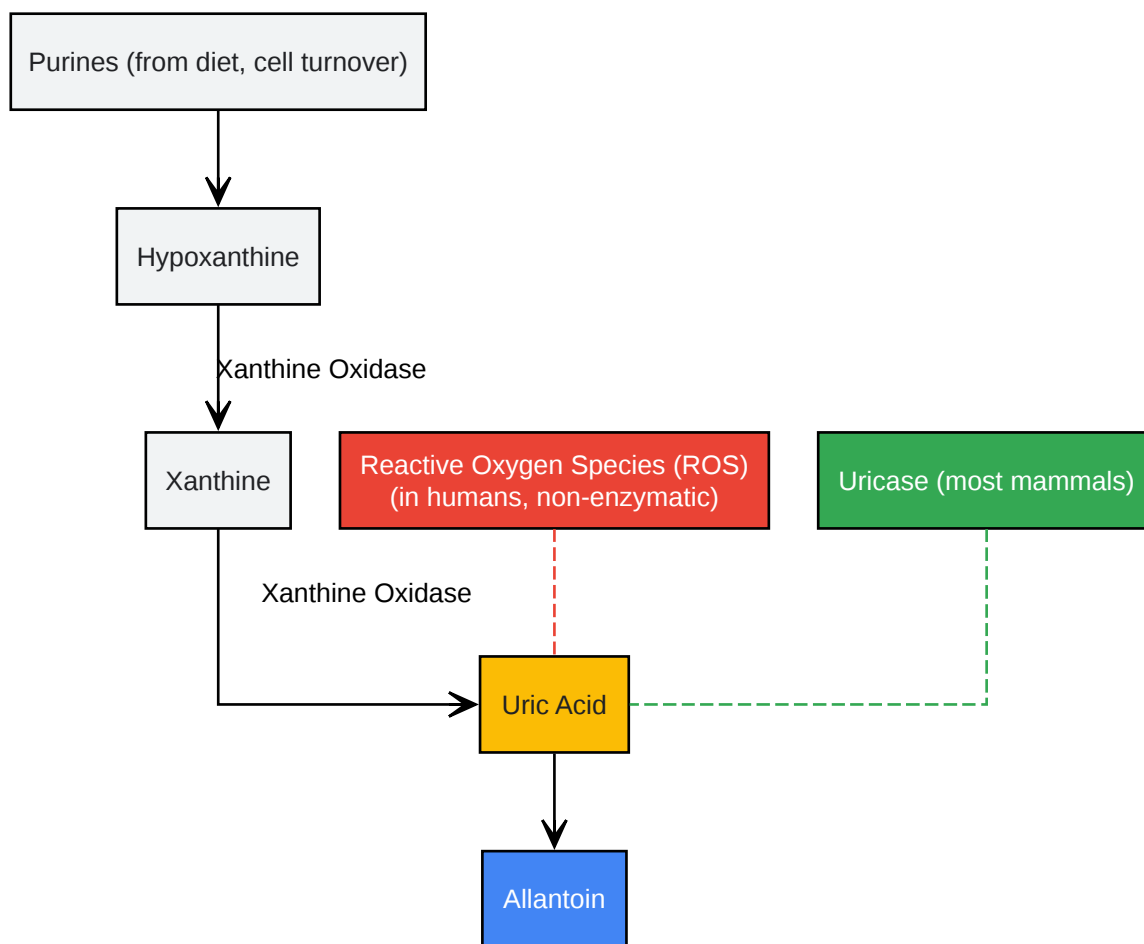 Purines (from diet, cell turnover)
Hypoxanthine
Xanthine Oxidase
Xanthine
Reactive Oxygen Species (ROS)
(in humans, non-enzymatic)
Uricase (most mammals)
Xanthine Oxidase
Uric Acid
Allantoin